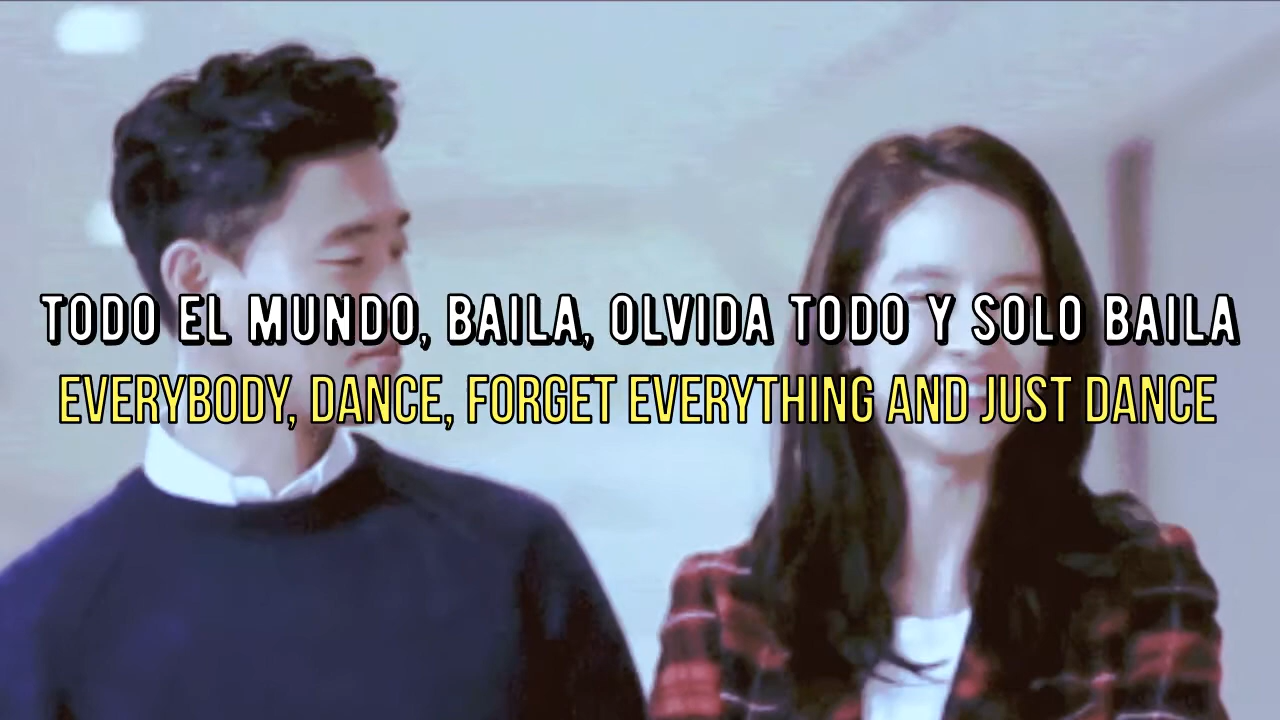 TODO EL MUNDO, BAILA, OLVIDA TODO Y SOLO BAILA
EVERYBODY, DANCE, FORGET EVERYTHING AND JUST DANCE